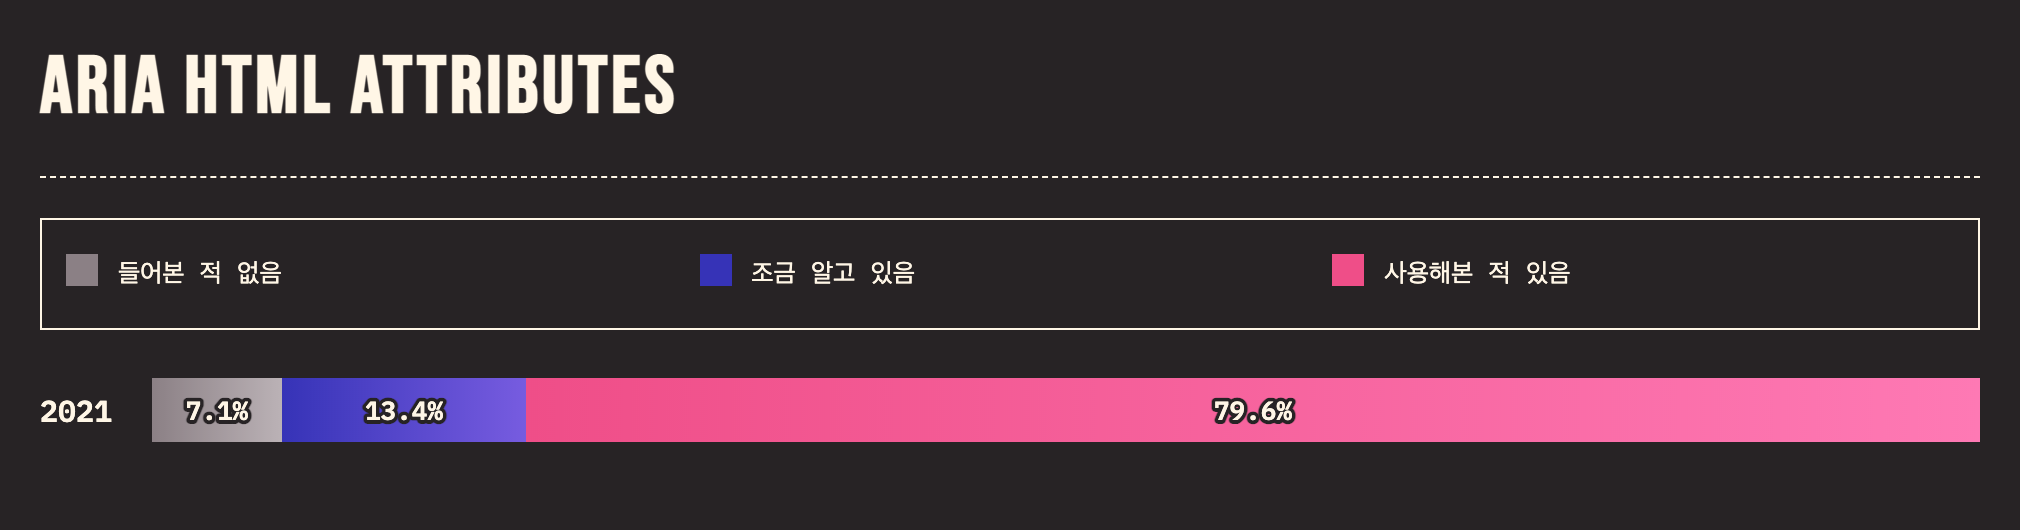 ARIA HTML ATTRIBUTES
들어본 적 없음 조금 알고 있음 사용해본 적 있음
2021 7.1% 13.4% 79.6%